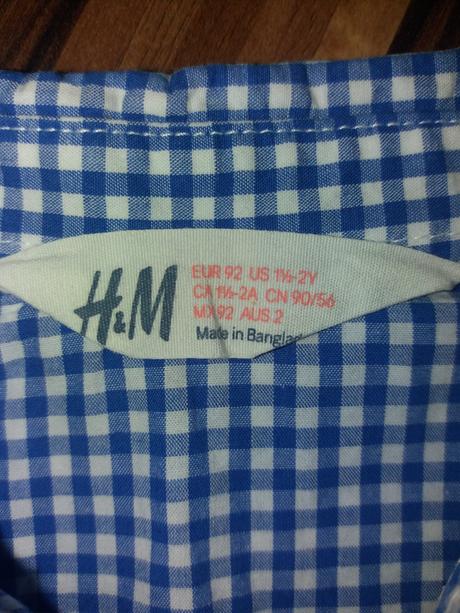 H&M
EUR 92 US 1½-2Y
CA 1½-2A CN 90/56
MX 92 AUS 2
Made in